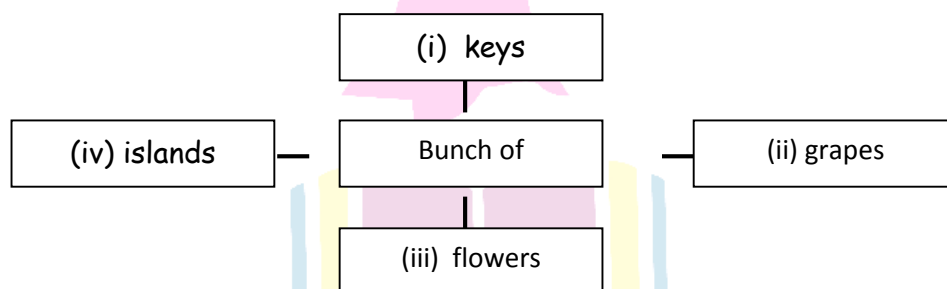 (i) keys
(iv) islands
Bunch of
(ii) grapes
(iii) flowers